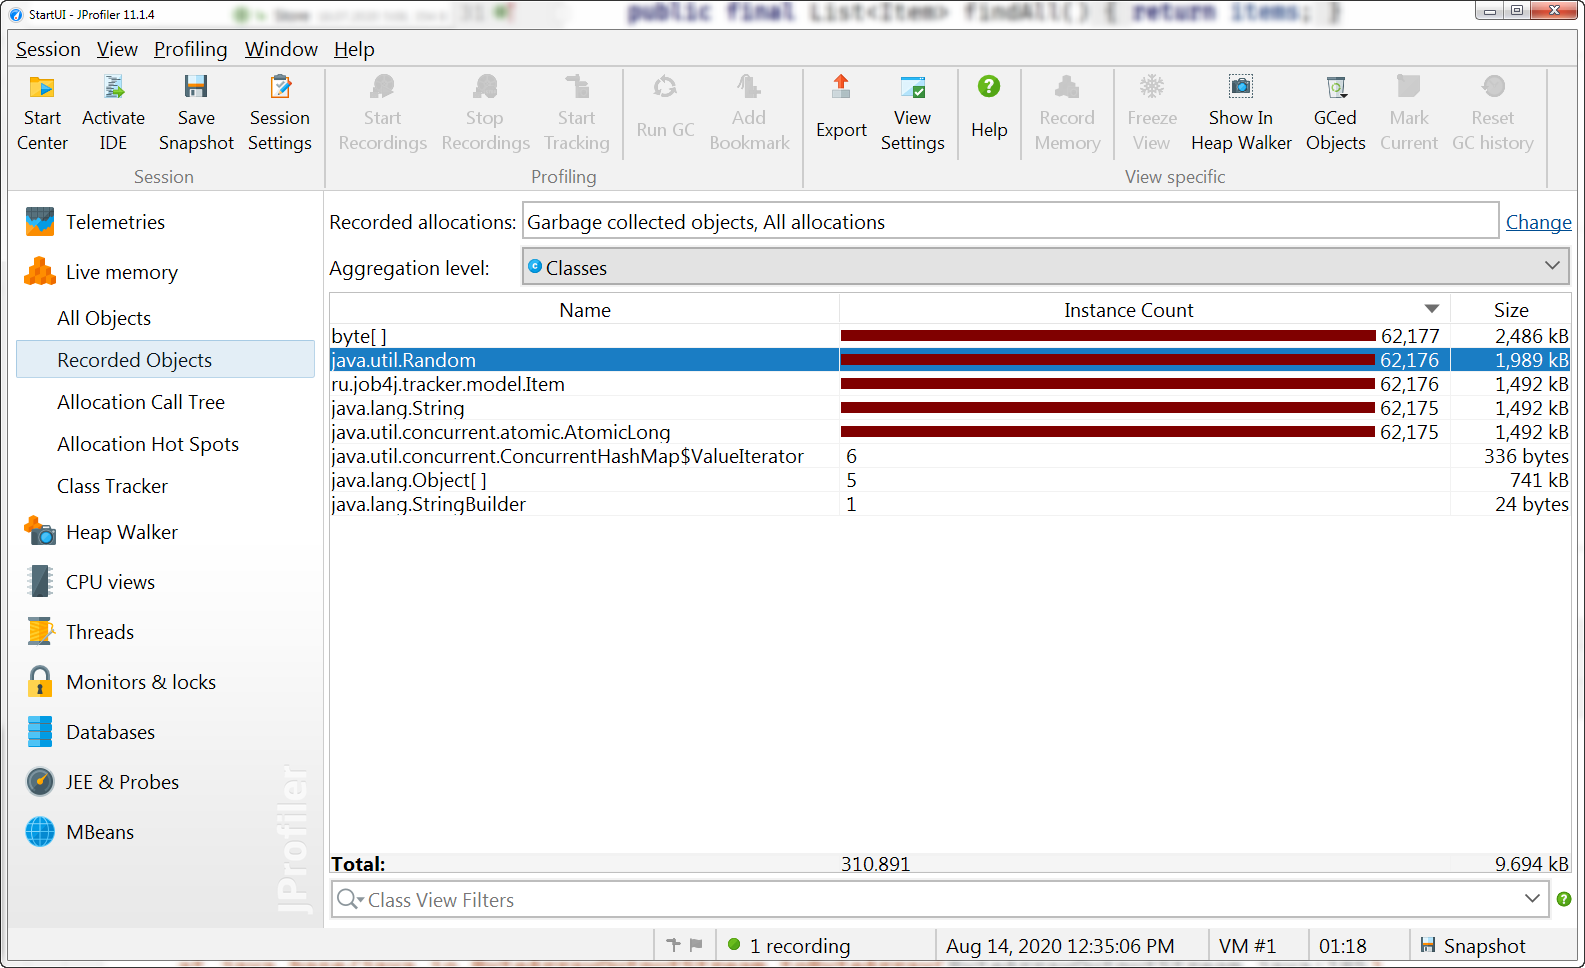 StartUI - JProfiler 11.1.4
public final List<Item> findAll() { return items; }
Session View Profiling Window Help
Start Center
Activate IDE
Save Snapshot
Session Settings
Start Recordings
Stop Recordings
Start Tracking
Run GC
Add Bookmark
Export
View Settings
Help
Record Memory
Freeze View
Show In Heap Walker
GCed Objects
Mark Current
Reset GC history
Session
Profiling
View specific
Telemetries
Live memory
All Objects
Recorded Objects
Allocation Call Tree
Allocation Hot Spots
Class Tracker
Heap Walker
CPU views
Threads
Monitors & locks
Databases
JEE & Probes
MBeans
JProfiler
Recorded allocations: Garbage collected objects, All allocations Change
Aggregation level: Classes
Name Instance Count Size
byte[ ] 62,177 2,486 kB
java.util.Random 62,176 1,989 kB
ru.job4j.tracker.model.Item 62,176 1,492 kB
java.lang.String 62,175 1,492 kB
java.util.concurrent.atomic.AtomicLong 62,175 1,492 kB
java.util.concurrent.ConcurrentHashMap$ValueIterator 6 336 bytes
java.lang.Object[ ] 5 741 kB
java.lang.StringBuilder 1 24 bytes
Total: 310.891 9.694 kB
Class View Filters
1 recording Aug 14, 2020 12:35:06 PM VM #1 01:18 Snapshot